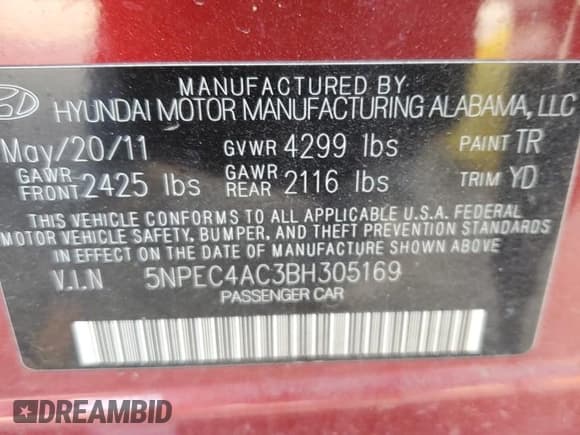 MANUFACTURED BY
HYUNDAI MOTOR MANUFACTURING ALABAMA, LLC
May/20/11 GVWR 4299 lbs PAINT TR
GAWR FRONT 2425 lbs GAWR REAR 2116 lbs TRIM YD
THIS VEHICLE CONFORMS TO ALL APPLICABLE U.S.A. FEDERAL
MOTOR VEHICLE SAFETY, BUMPER, AND THEFT PREVENTION STANDARDS
IN EFFECT ON THE DATE OF MANUFACTURE SHOWN ABOVE.
V.I.N 5NPEC4AC3BH305169
PASSENGER CAR
DREAMBID